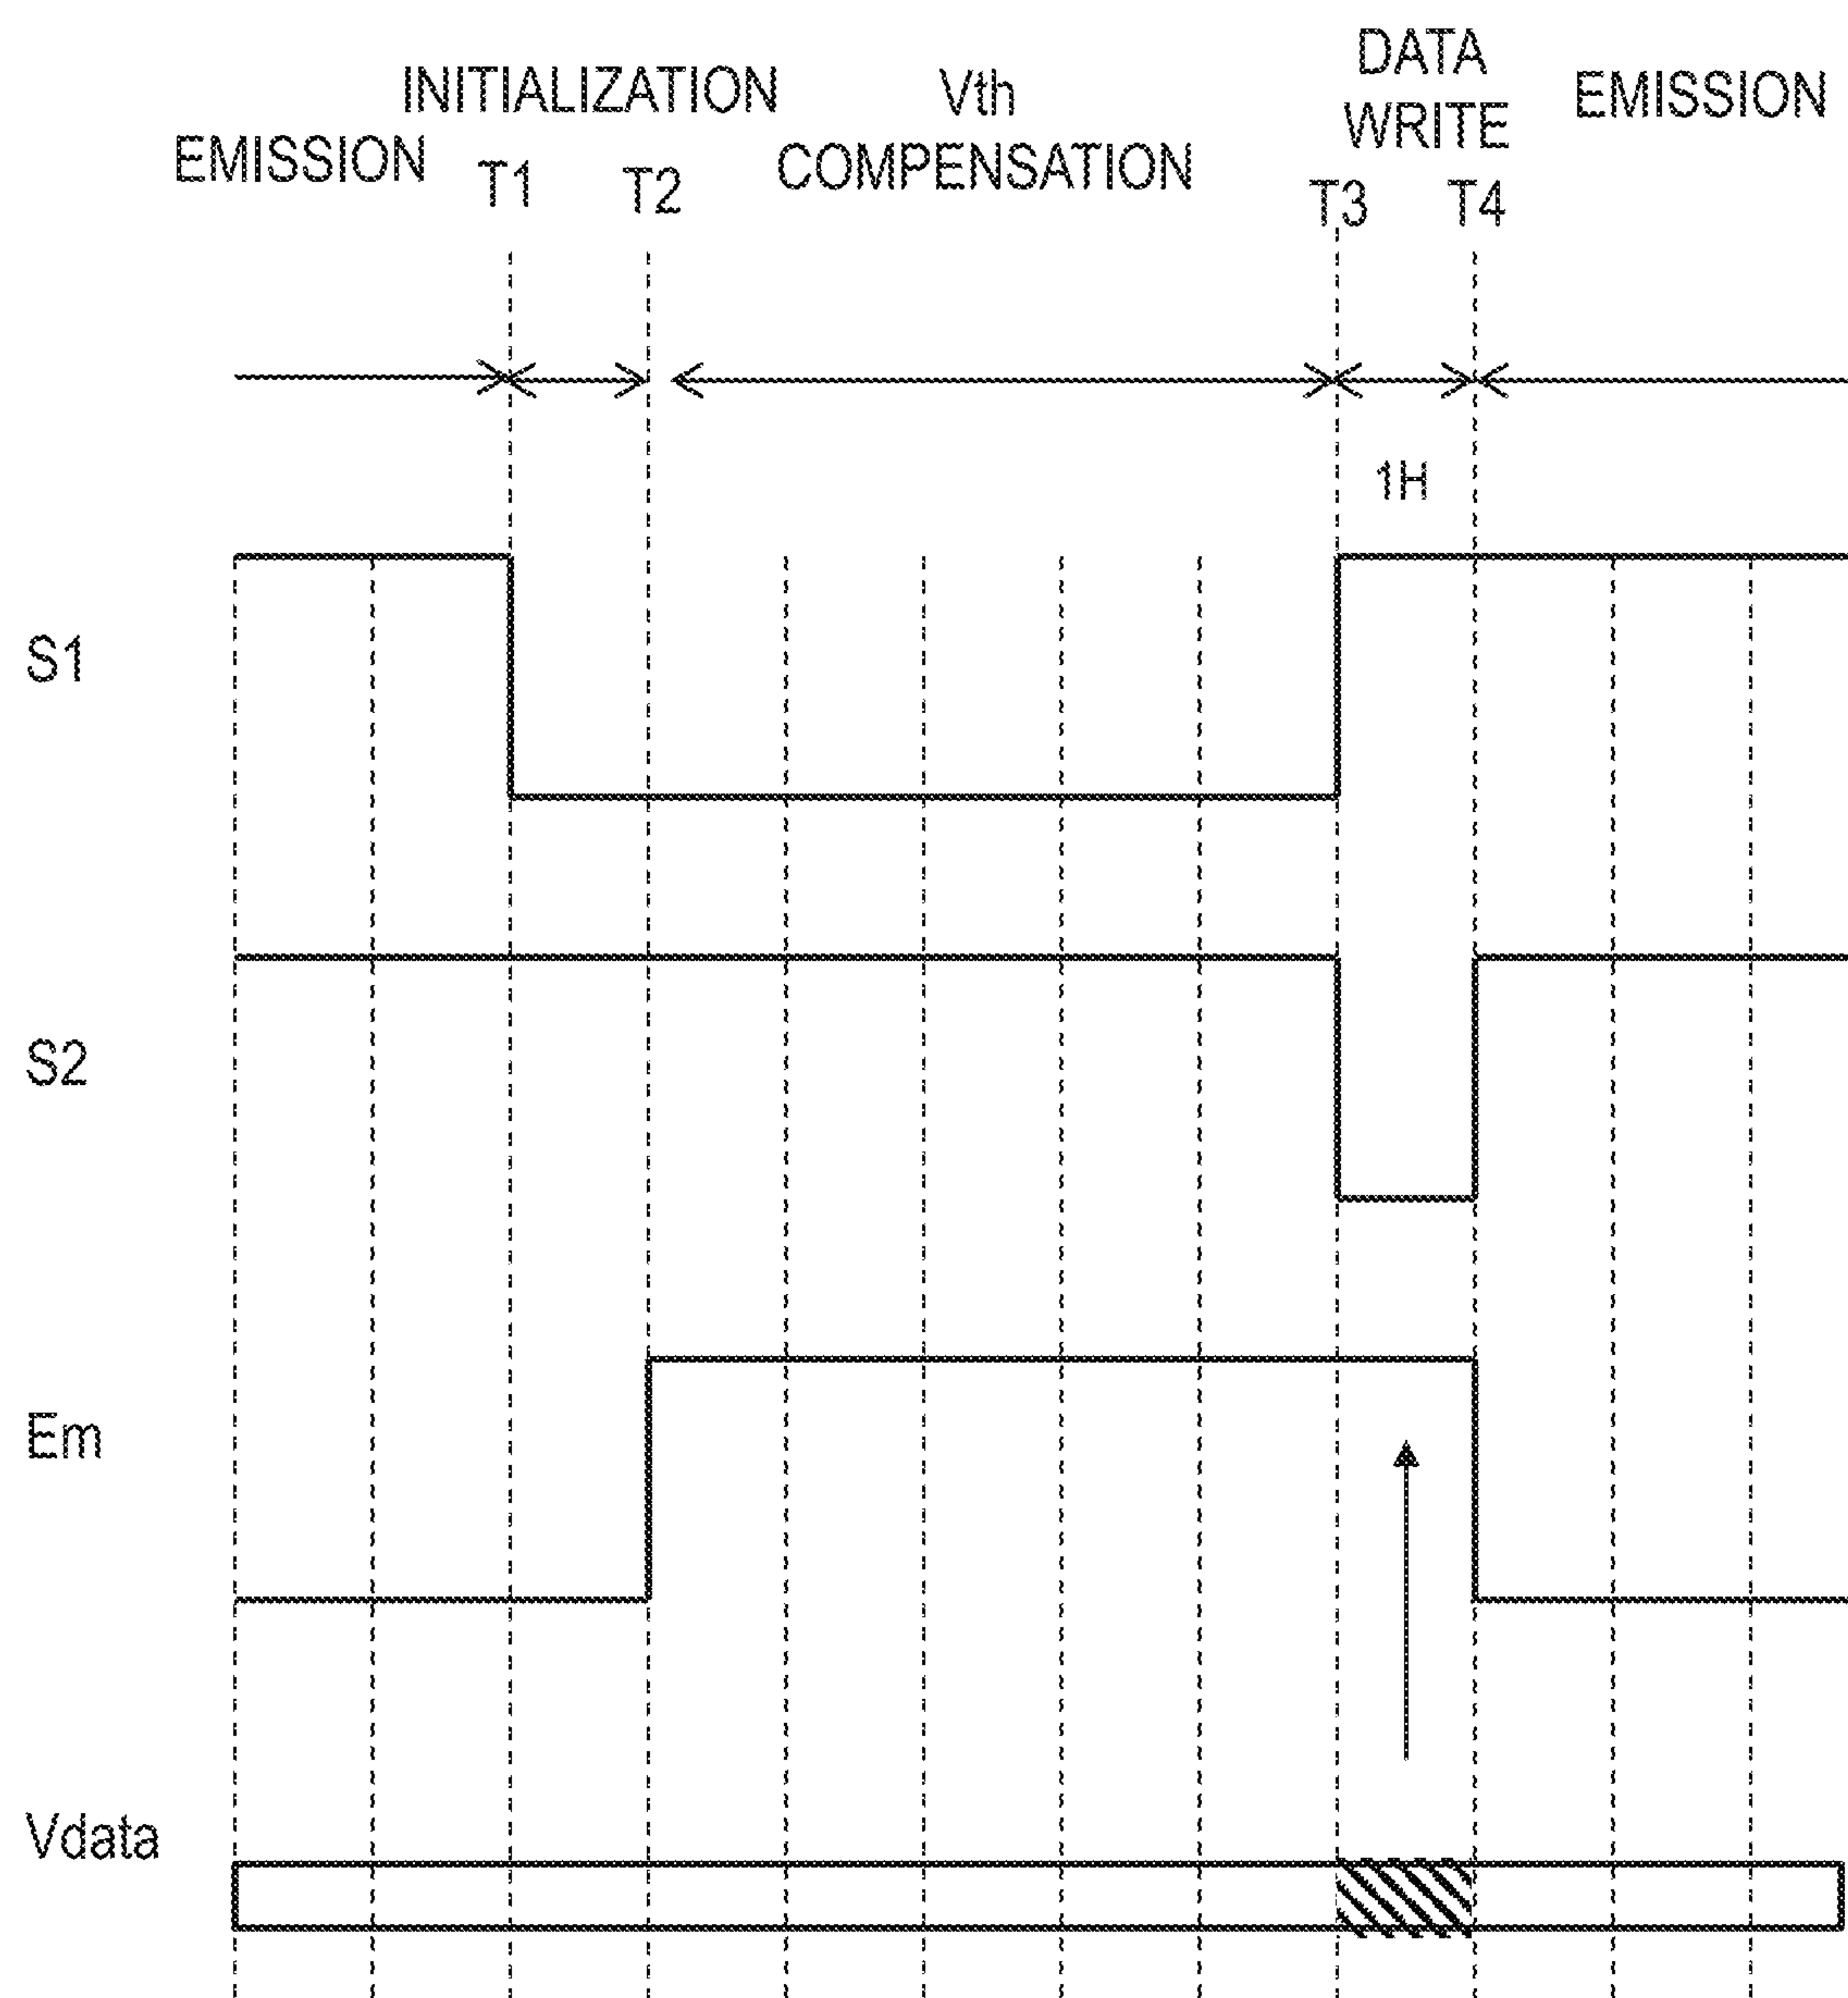 EMISSION
INITIALIZATION
T1
T2
Vth
COMPENSATION
DATA
WRITE
T3
T4
EMISSION
1H
S1
S2
Em
Vdata